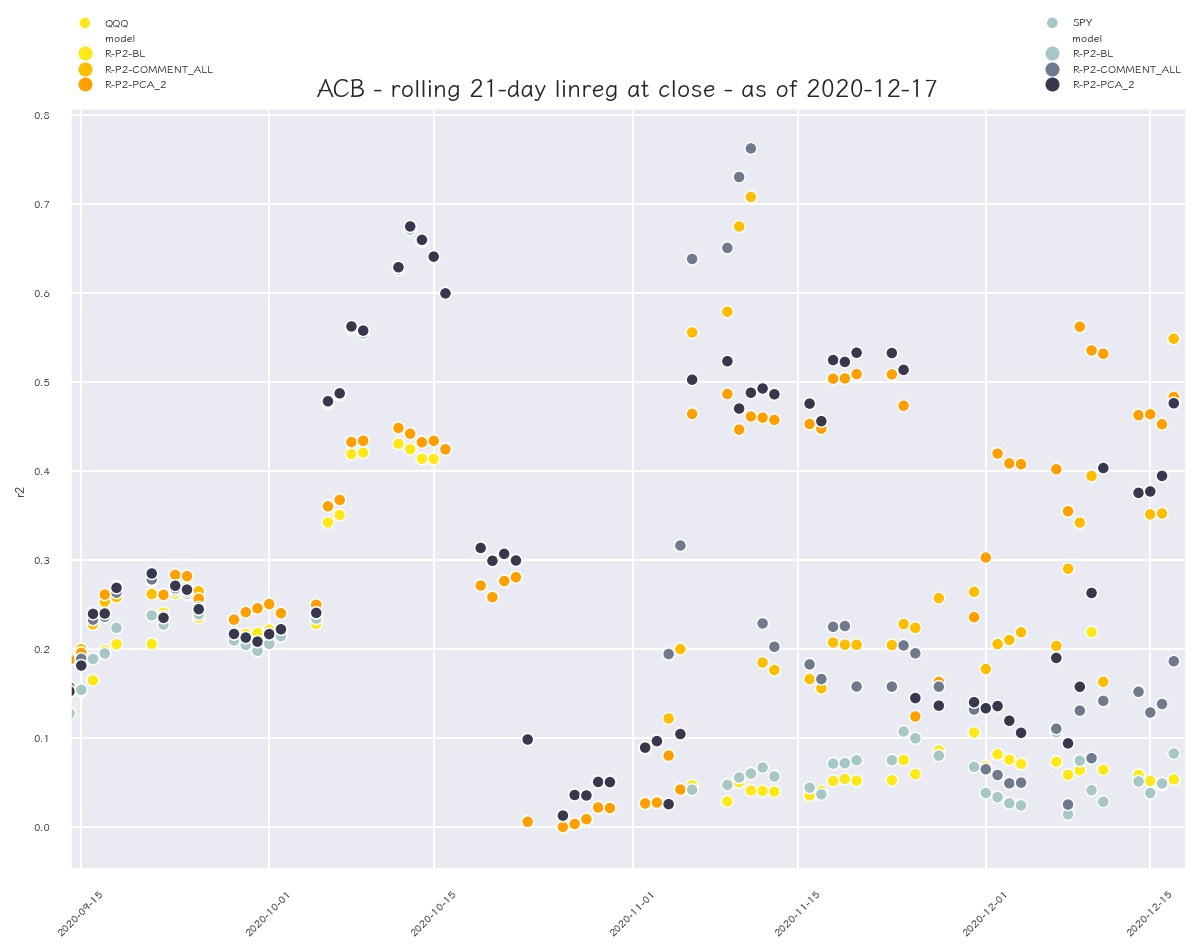 QQQ
model
R-P2-BL
R-P2-COMMENT_ALL
R-P2-PCA_2
SPY
model
R-P2-BL
R-P2-COMMENT_ALL
R-P2-PCA_2
ACB - rolling 21-day linreg at close - as of 2020-12-17
0.8
0.7
0.6
0.5
0.4
0.3
0.2
0.1
0.0
r2
2020-09-15
2020-10-01
2020-10-15
2020-11-01
2020-11-15
2020-12-01
2020-12-15